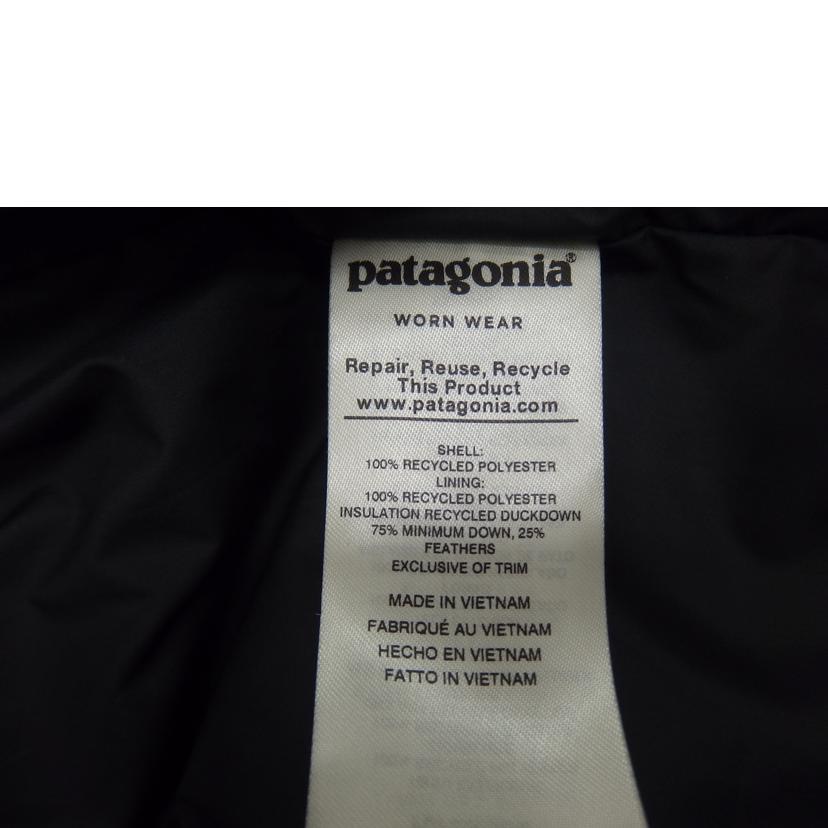 patagonia®
WORN WEAR
Repair, Reuse, Recycle
This Product
www.patagonia.com
SHELL:
100% RECYCLED POLYESTER
LINING:
100% RECYCLED POLYESTER
INSULATION RECYCLED DUCKDOWN
75% MINIMUM DOWN, 25%
FEATHERS
EXCLUSIVE OF TRIM
MADE IN VIETNAM
FABRIQUÉ AU VIETNAM
HECHO EN VIETNAM
FATTO IN VIETNAM